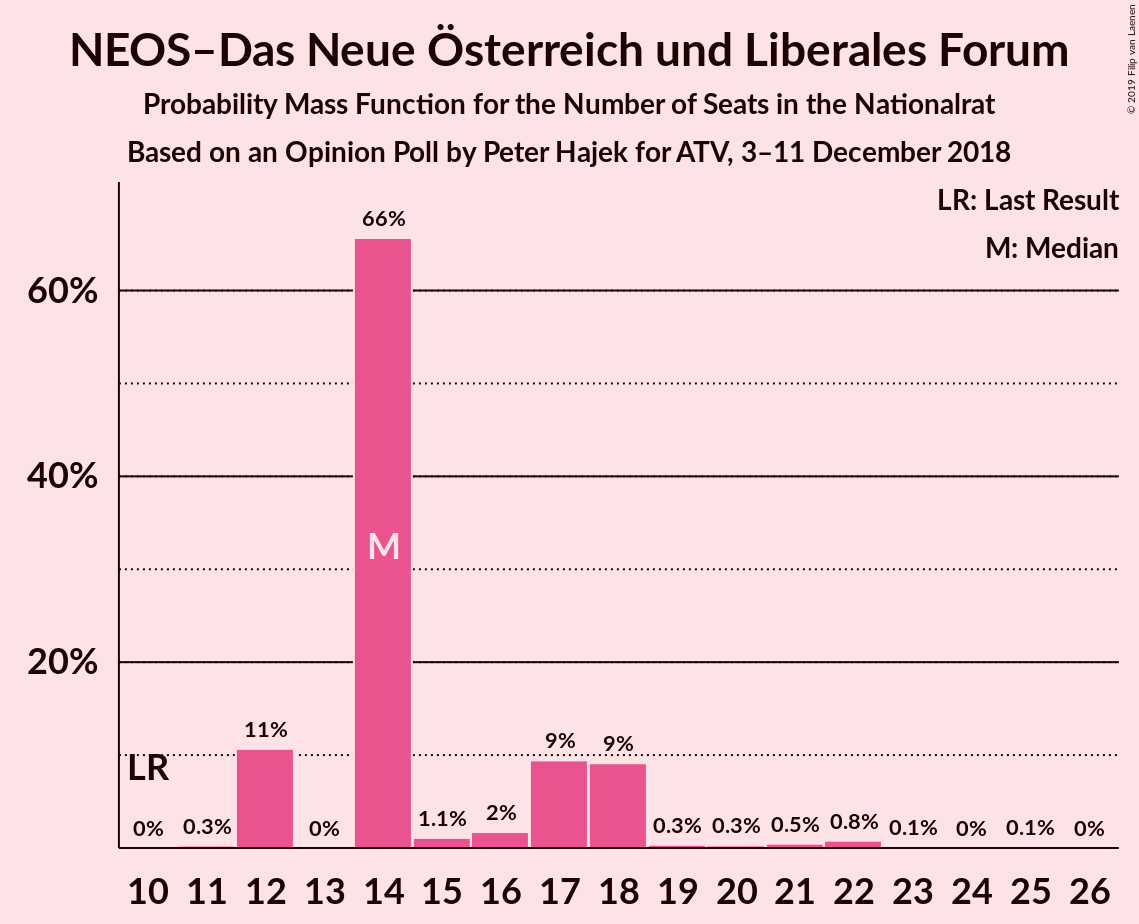 NEOS–Das Neue Österreich und Liberales Forum
Probability Mass Function for the Number of Seats in the Nationalrat
Based on an Opinion Poll by Peter Hajek for ATV, 3–11 December 2018
© 2019 Filip van Laenen
LR: Last Result
M: Median
60%
40%
20%
LR
M
0%
0.3%
11%
0%
66%
1.1%
2%
9%
9%
0.3%
0.3%
0.5%
0.8%
0.1%
0%
0.1%
0%
10 11 12 13 14 15 16 17 18 19 20 21 22 23 24 25 26